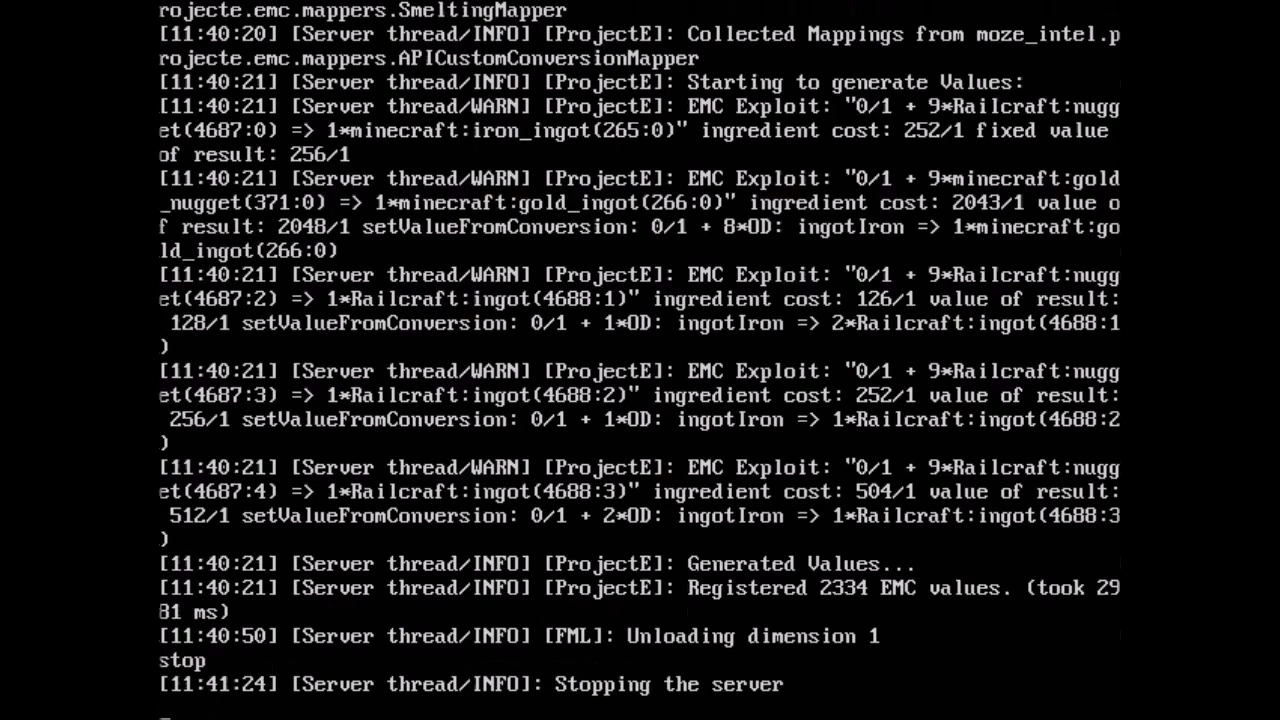 rojecte.emc.mappers.SmeltingMapper
[11:40:20] [Server thread/INFO] [ProjectE]: Collected Mappings from moze_intel.p
rojecte.emc.mappers.APICustomConversionMapper
[11:40:21] [Server thread/INFO] [ProjectE]: Starting to generate Values:
[11:40:21] [Server thread/WARN] [ProjectE]: EMC Exploit: "0/1 + 9*Railcraft:nugg
et(4687:0) => 1*minecraft:iron_ingot(265:0)" ingredient cost: 252/1 fixed value
of result: 256/1
[11:40:21] [Server thread/WARN] [ProjectE]: EMC Exploit: "0/1 + 9*minecraft:gold
_nugget(371:0) => 1*minecraft:gold_ingot(266:0)" ingredient cost: 2043/1 value o
f result: 2048/1 setValueFromConversion: 0/1 + 8*OD: ingotIron => 1*minecraft:go
ld_ingot(266:0)
[11:40:21] [Server thread/WARN] [ProjectE]: EMC Exploit: "0/1 + 9*Railcraft:nugg
et(4687:2) => 1*Railcraft:ingot(4688:1)" ingredient cost: 126/1 value of result:
 128/1 setValueFromConversion: 0/1 + 1*OD: ingotIron => 2*Railcraft:ingot(4688:1
)
[11:40:21] [Server thread/WARN] [ProjectE]: EMC Exploit: "0/1 + 9*Railcraft:nugg
et(4687:3) => 1*Railcraft:ingot(4688:2)" ingredient cost: 252/1 value of result:
 256/1 setValueFromConversion: 0/1 + 1*OD: ingotIron => 1*Railcraft:ingot(4688:2
)
[11:40:21] [Server thread/WARN] [ProjectE]: EMC Exploit: "0/1 + 9*Railcraft:nugg
et(4687:4) => 1*Railcraft:ingot(4688:3)" ingredient cost: 504/1 value of result:
 512/1 setValueFromConversion: 0/1 + 2*OD: ingotIron => 1*Railcraft:ingot(4688:3
)
[11:40:21] [Server thread/INFO] [ProjectE]: Generated Values...
[11:40:21] [Server thread/INFO] [ProjectE]: Registered 2334 EMC values. (took 29
81 ms)
[11:40:50] [Server thread/INFO] [FML]: Unloading dimension 1
stop
[11:41:24] [Server thread/INFO]: Stopping the server